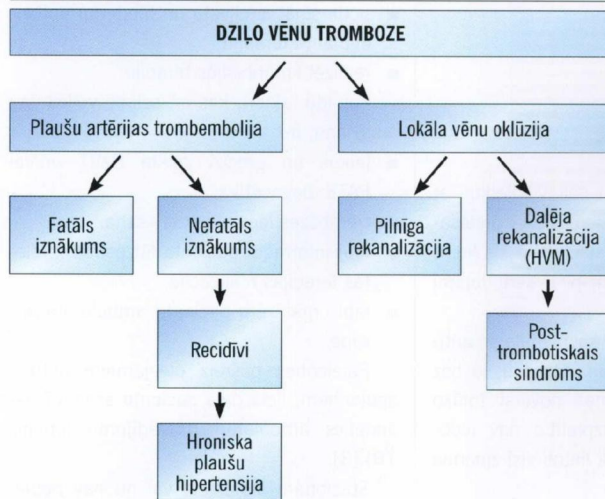 DZIĻO VĒNU TROMBOZE
Plaušu artērijas trombembolija
Lokāla vēnu oklūzija
Fatāls
iznākums
Nefatāls
iznākums
Pilnīga
rekanalizācija
Daļēja
rekanalizācija
(HVM)
Recidīvi
Post-
trombotiskais
sindroms
Hroniska
plaušu
hipertensija